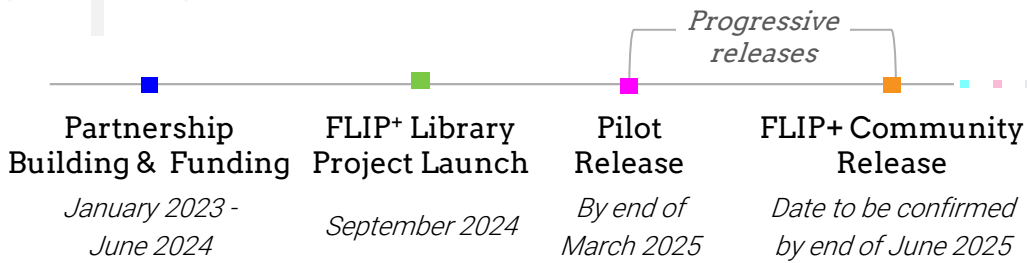 Progressive
releases
Partnership
Building & Funding
January 2023 -
June 2024
FLIP⁺ Library
Project Launch
September 2024
Pilot
Release
By end of
March 2025
FLIP+ Community
Release
Date to be confirmed
by end of June 2025